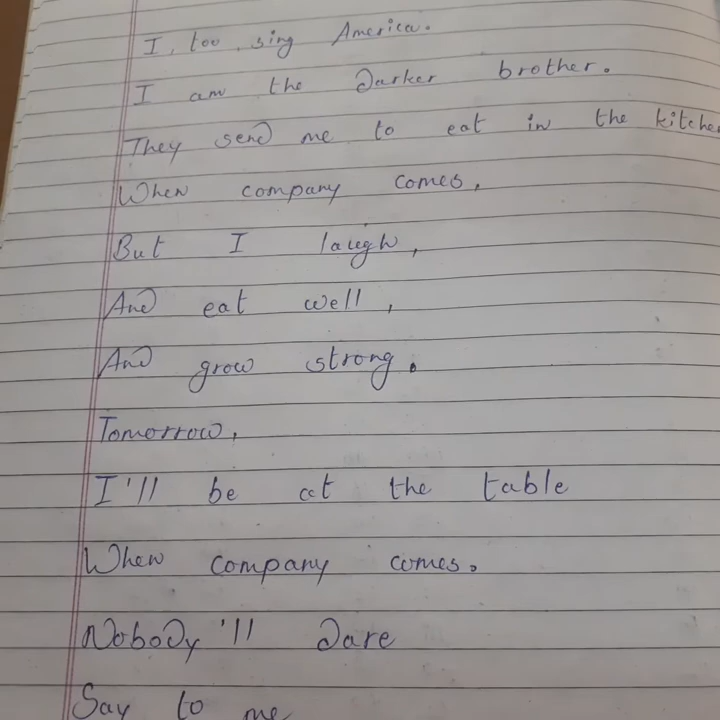 I, too, sing America.
I am the darker brother.
They send me to eat in the kitchen
When company comes,
But I laugh,
And eat well,
And grow strong.
Tomorrow,
I'll be at the table
When company comes.
Nobody'll dare
Say to me